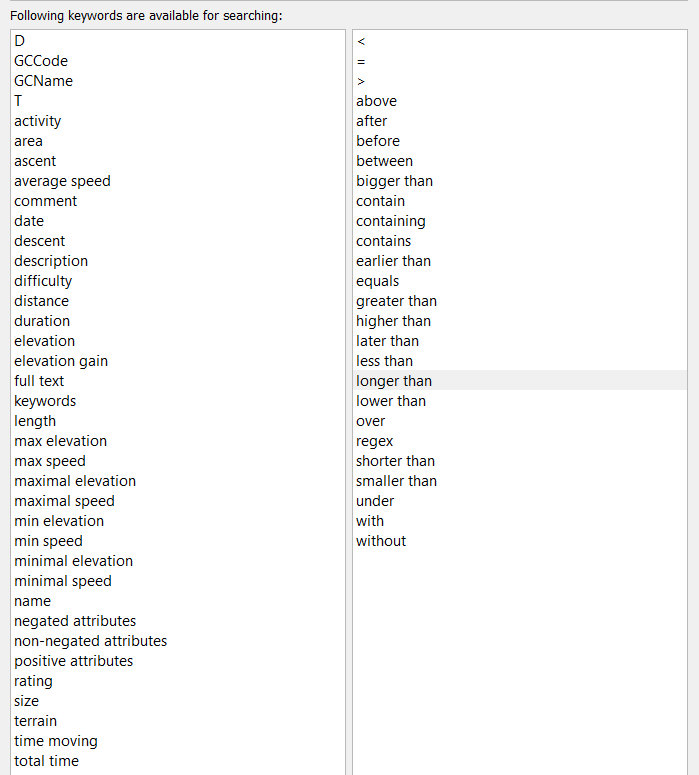 Following keywords are available for searching:
D
GCCode
GCName
T
activity
area
ascent
average speed
comment
date
descent
description
difficulty
distance
duration
elevation
elevation gain
full text
keywords
length
max elevation
max speed
maximal elevation
maximal speed
min elevation
min speed
minimal elevation
minimal speed
name
negated attributes
non-negated attributes
positive attributes
rating
size
terrain
time moving
total time
<
=
>
above
after
before
between
bigger than
contain
containing
contains
earlier than
equals
greater than
higher than
later than
less than
longer than
lower than
over
regex
shorter than
smaller than
under
with
without